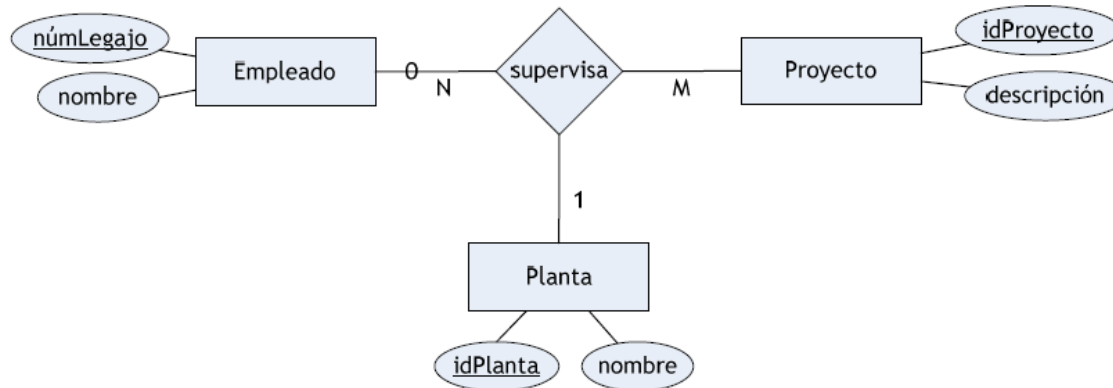 númLegajo
nombre
Empleado
0
N
supervisa
M
Proyecto
idProyecto
descripción
1
Planta
idPlanta
nombre